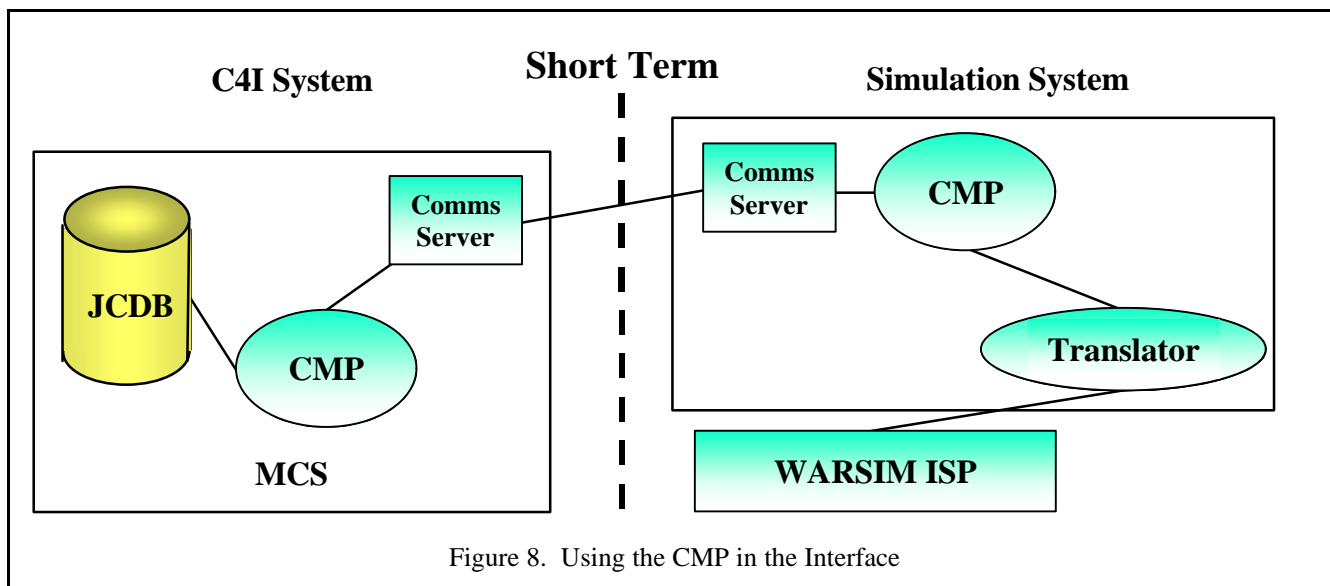 Short Term
C4I System
Simulation System
JCDB
CMP
Comms
Server
MCS
Comms
Server
CMP
Translator
WARSIM ISP
Figure 8. Using the CMP in the Interface